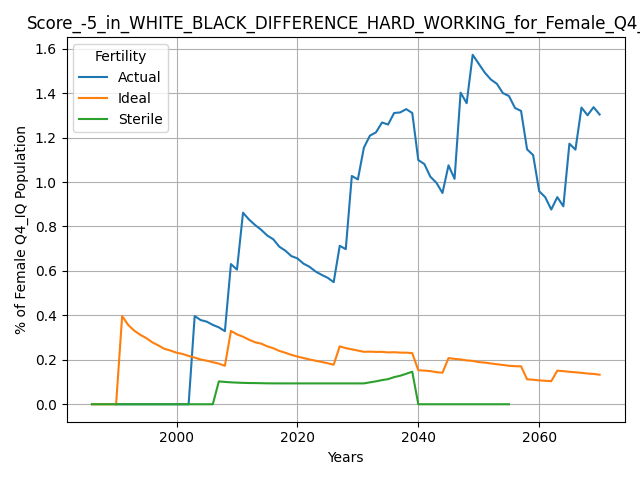 Score_-5_in_WHITE_BLACK_DIFFERENCE_HARD_WORKING_for_Female_Q4_
Fertility
Actual
Ideal
Sterile
% of Female Q4_IQ Population
1.6
1.4
1.2
1.0
0.8
0.6
0.4
0.2
0.0
2000 2020 2040 2060
Years